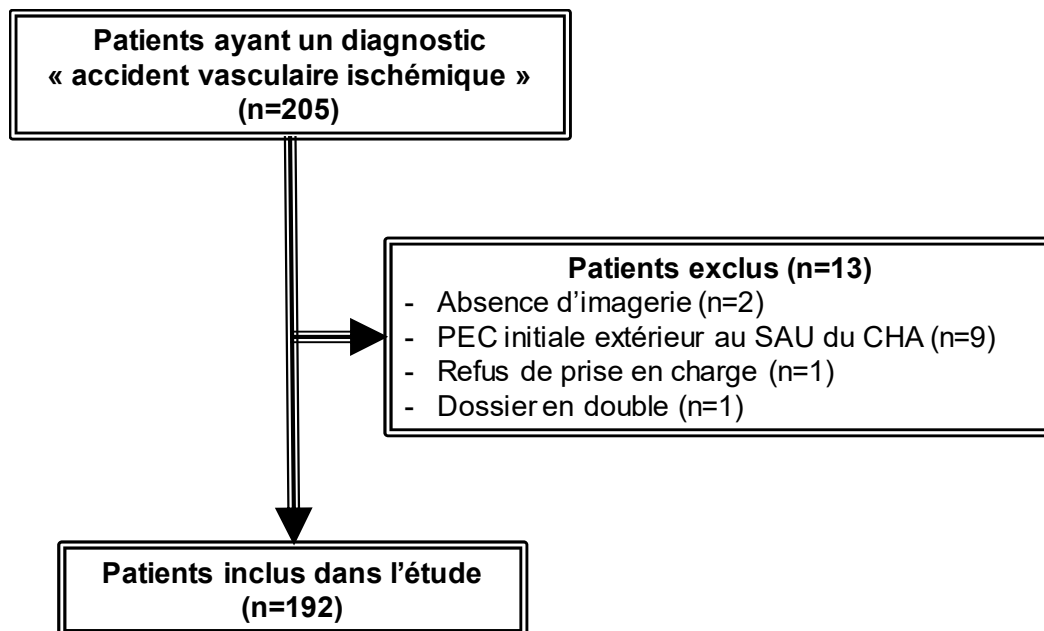 Patients ayant un diagnostic
« accident vasculaire ischémique »
(n=205)
Patients exclus (n=13)
- Absence d’imagerie (n=2)
- PEC initiale extérieur au SAU du CHA (n=9)
- Refus de prise en charge (n=1)
- Dossier en double (n=1)
Patients inclus dans l’étude
(n=192)